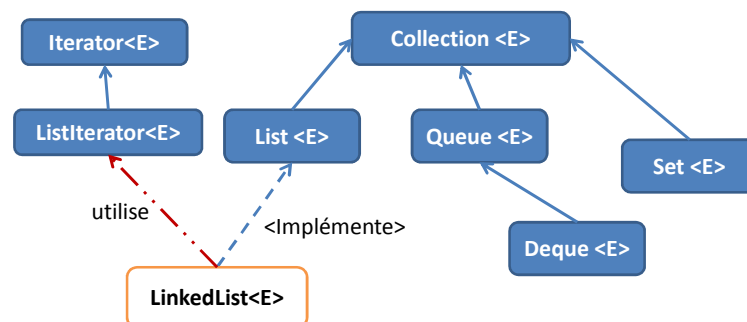 Iterator<E>
Collection <E>
ListIterator<E>
List <E>
Queue <E>
Set <E>
utilise
<Implémente>
Deque <E>
LinkedList<E>